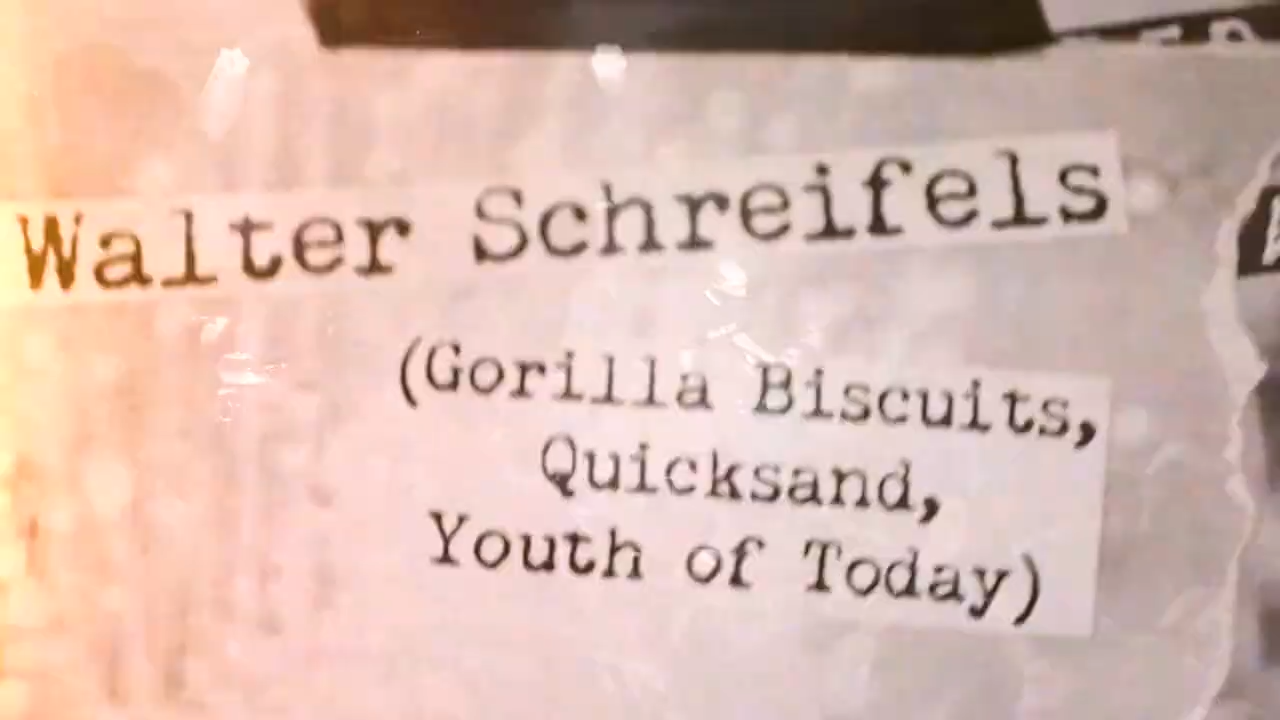 Walter Schreifels
(Gorilla Biscuits,
Quicksand,
Youth of Today)